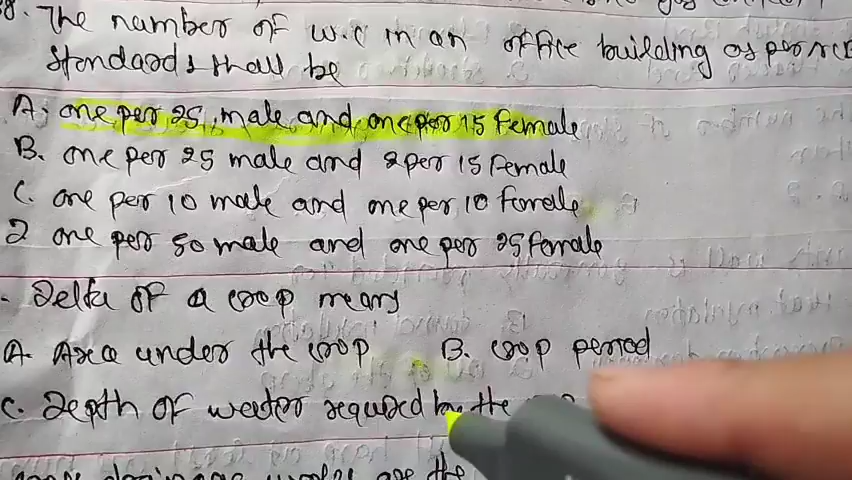 38. The number of w.c in an office building as per
standards shall be
A. one per 25 male and one per 15 female
B. one per 25 male and 2 per 15 female
C. one per 10 male and one per 10 female
D one per 50 male and one per 25 female
Delta of a crop means
A. Area under the crop B. crop period
C. Depth of water required by the
are the